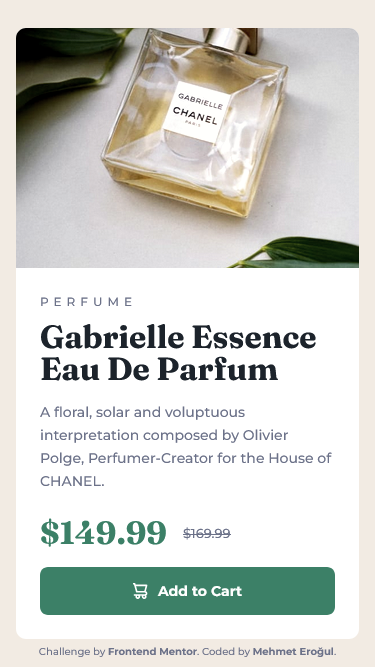 GABRIELLE
CHANEL
PARIS
PERFUME
Gabrielle Essence
Eau De Parfum
A floral, solar and voluptuous
interpretation composed by Olivier
Polge, Perfumer-Creator for the House of
CHANEL.
$149.99 $169.99
Add to Cart
Challenge by Frontend Mentor. Coded by Mehmet Eroğul.